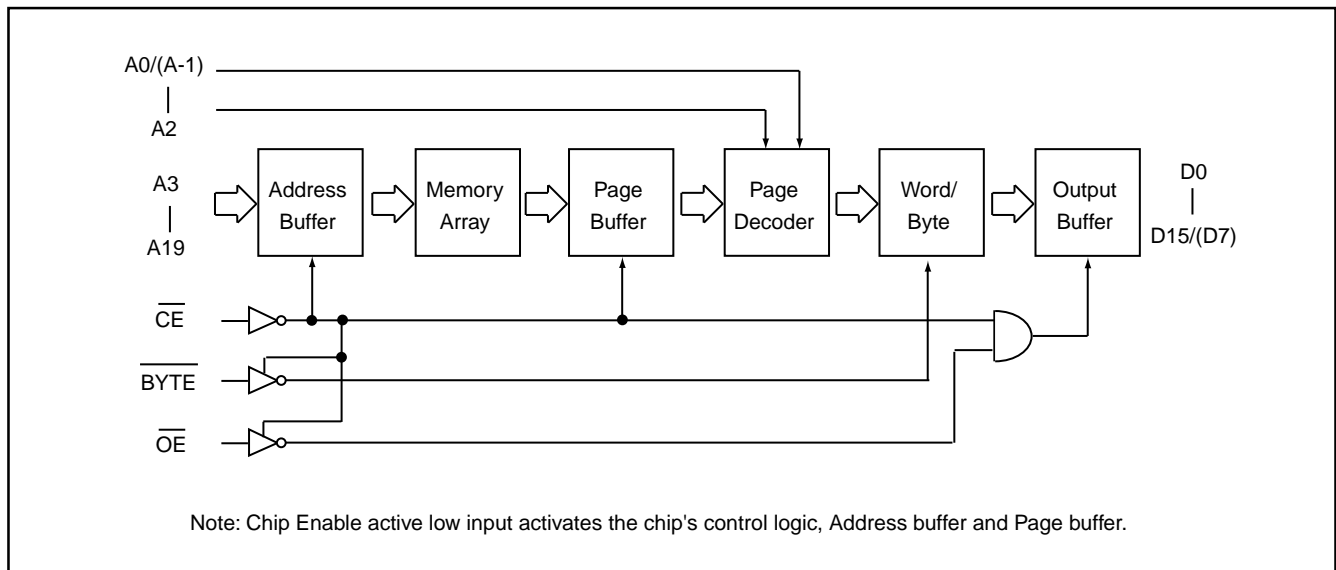 A0/(A-1)
A2
A3
A19
Address
Buffer
Memory
Array
Page
Buffer
Page
Decoder
Word/
Byte
Output
Buffer
D0
D15/(D7)
CE
BYTE
OE
Note: Chip Enable active low input activates the chip's control logic, Address buffer and Page buffer.